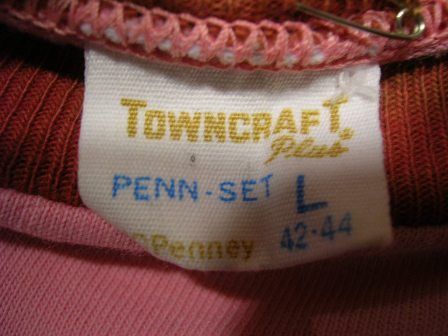 TOWNCRAFT®
Plus
PENN-SET L
Penney 42-44